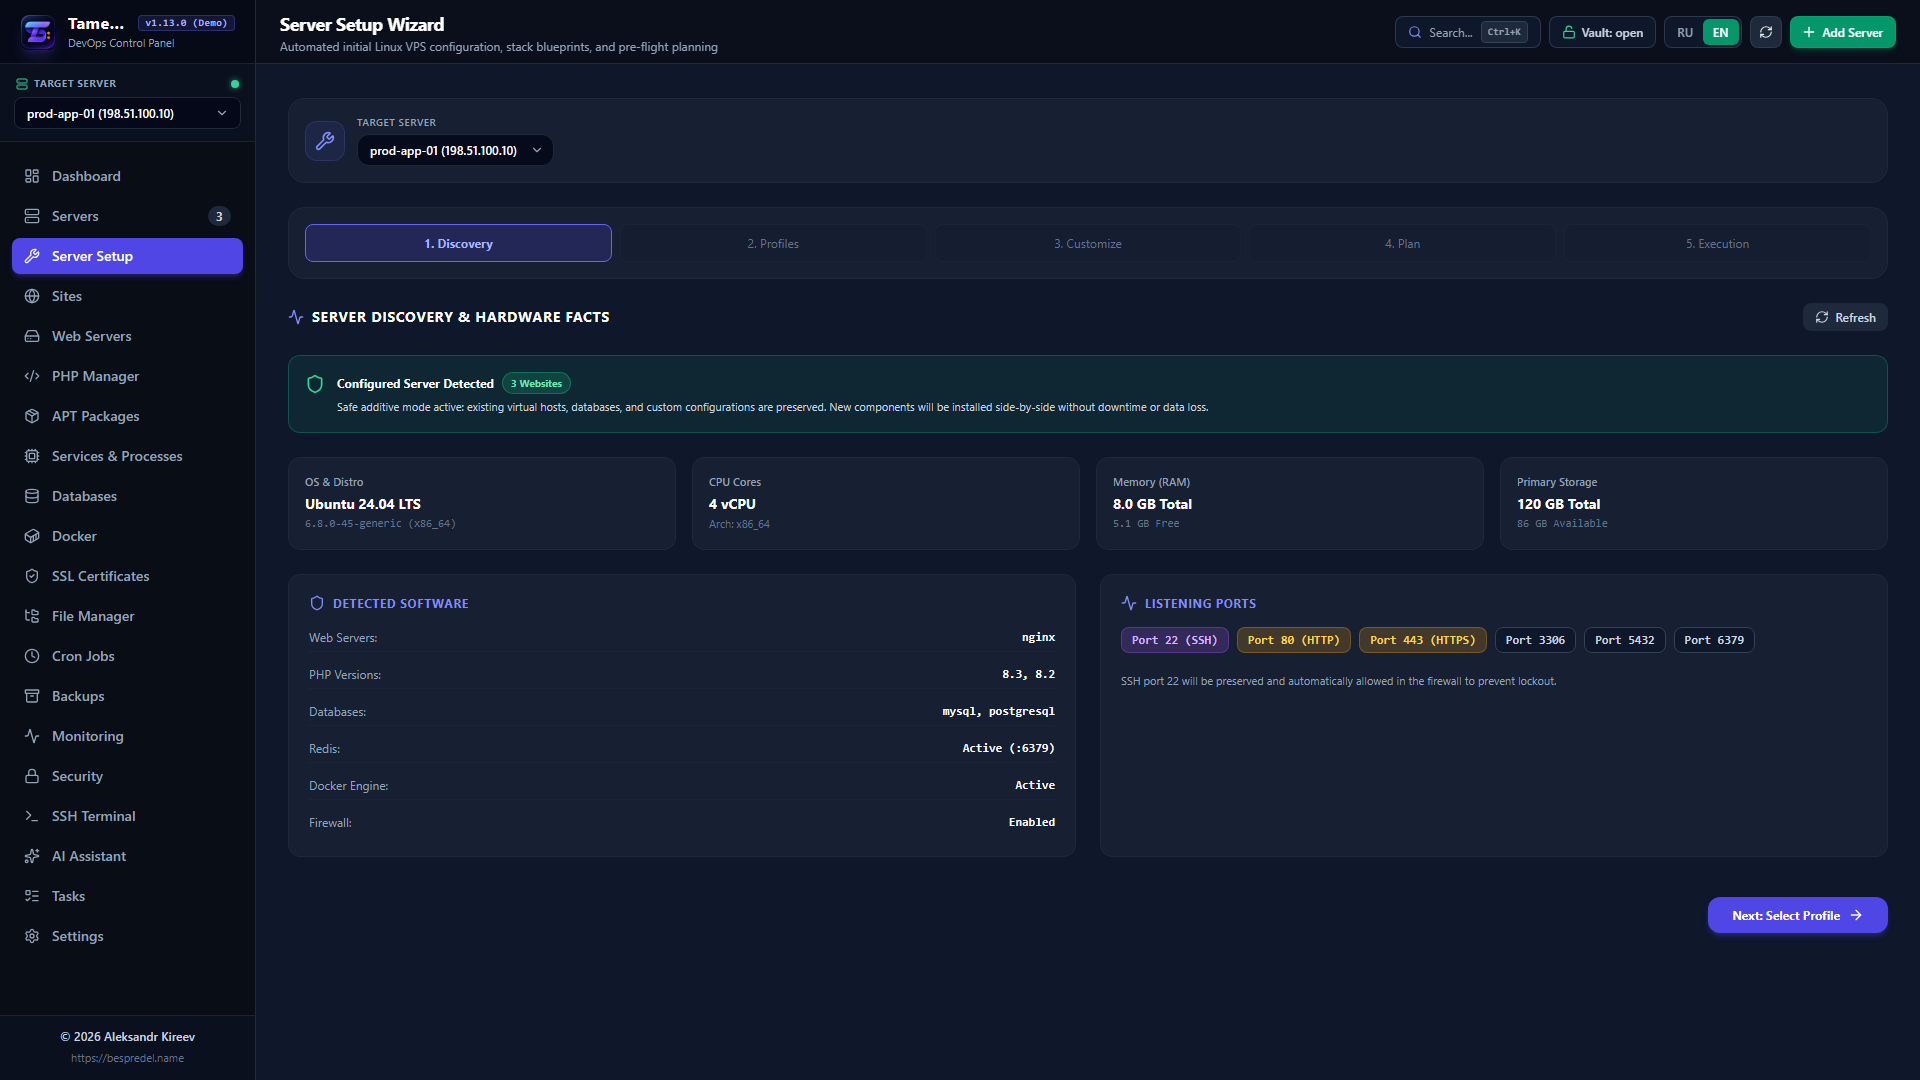 Tame... v1.13.0 (Demo)
DevOps Control Panel
TARGET SERVER
prod-app-01 (198.51.100.10)
Dashboard
Servers 3
Server Setup
Sites
Web Servers
PHP Manager
APT Packages
Services & Processes
Databases
Docker
SSL Certificates
File Manager
Cron Jobs
Backups
Monitoring
Security
SSH Terminal
AI Assistant
Tasks
Settings
© 2026 Aleksandr Kireev
https://bespredel.name
Server Setup Wizard
Automated initial Linux VPS configuration, stack blueprints, and pre-flight planning
Search... Ctrl+K
Vault: open
RU EN
Add Server
TARGET SERVER
prod-app-01 (198.51.100.10)
1. Discovery
2. Profiles
3. Customize
4. Plan
5. Execution
SERVER DISCOVERY & HARDWARE FACTS
Refresh
Configured Server Detected 3 Websites
Safe additive mode active: existing virtual hosts, databases, and custom configurations are preserved. New components will be installed side-by-side without downtime or data loss.
OS & Distro
Ubuntu 24.04 LTS
6.8.0-45-generic (x86_64)
CPU Cores
4 vCPU
Arch: x86_64
Memory (RAM)
8.0 GB Total
5.1 GB Free
Primary Storage
120 GB Total
86 GB Available
DETECTED SOFTWARE
Web Servers: nginx
PHP Versions: 8.3, 8.2
Databases: mysql, postgresql
Redis: Active (:6379)
Docker Engine: Active
Firewall: Enabled
LISTENING PORTS
Port 22 (SSH) Port 80 (HTTP) Port 443 (HTTPS) Port 3306 Port 5432 Port 6379
SSH port 22 will be preserved and automatically allowed in the firewall to prevent lockout.
Next: Select Profile